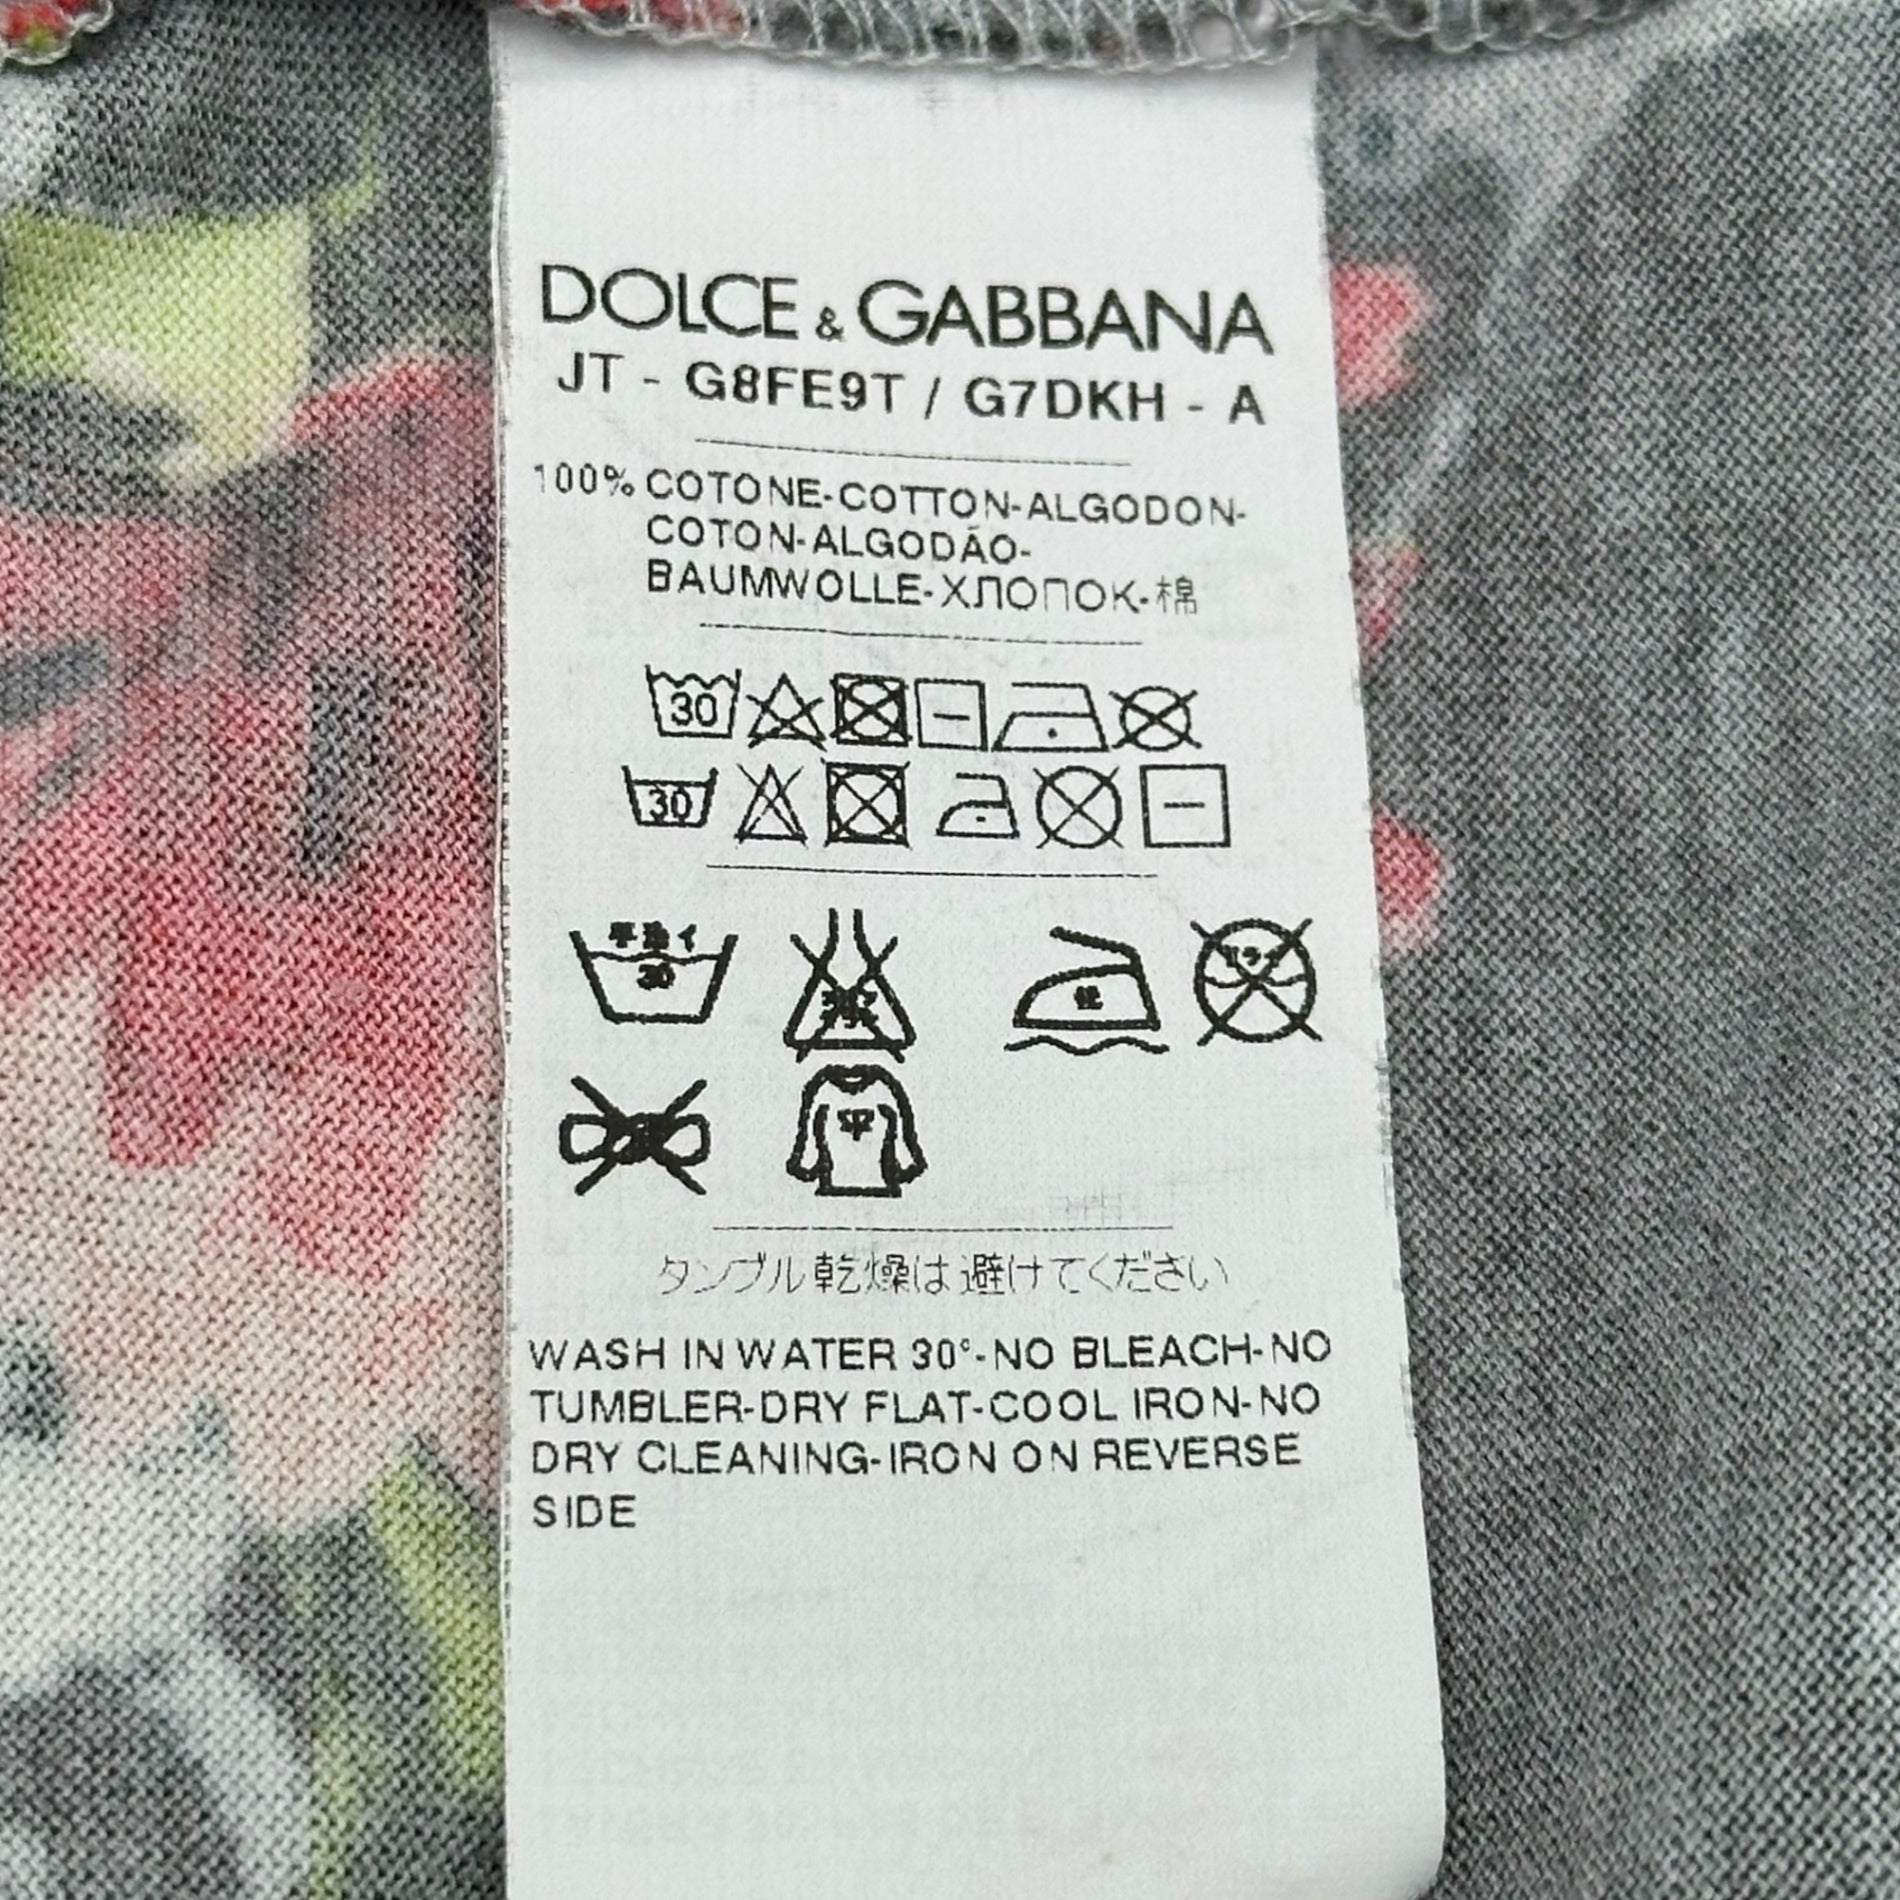 DOLCE & GABBANA
JT - G8FE9T / G7DKH - A
100% COTONE-COTTON-ALGODON-
COTON-ALGODÃO-
BAUMWOLLE-ХЛОПОК-棉
30
30
30
タンブル乾燥は避けてください
WASH IN WATER 30°-NO BLEACH-NO
TUMBLER-DRY FLAT-COOL IRON-NO
DRY CLEANING-IRON ON REVERSE
SIDE